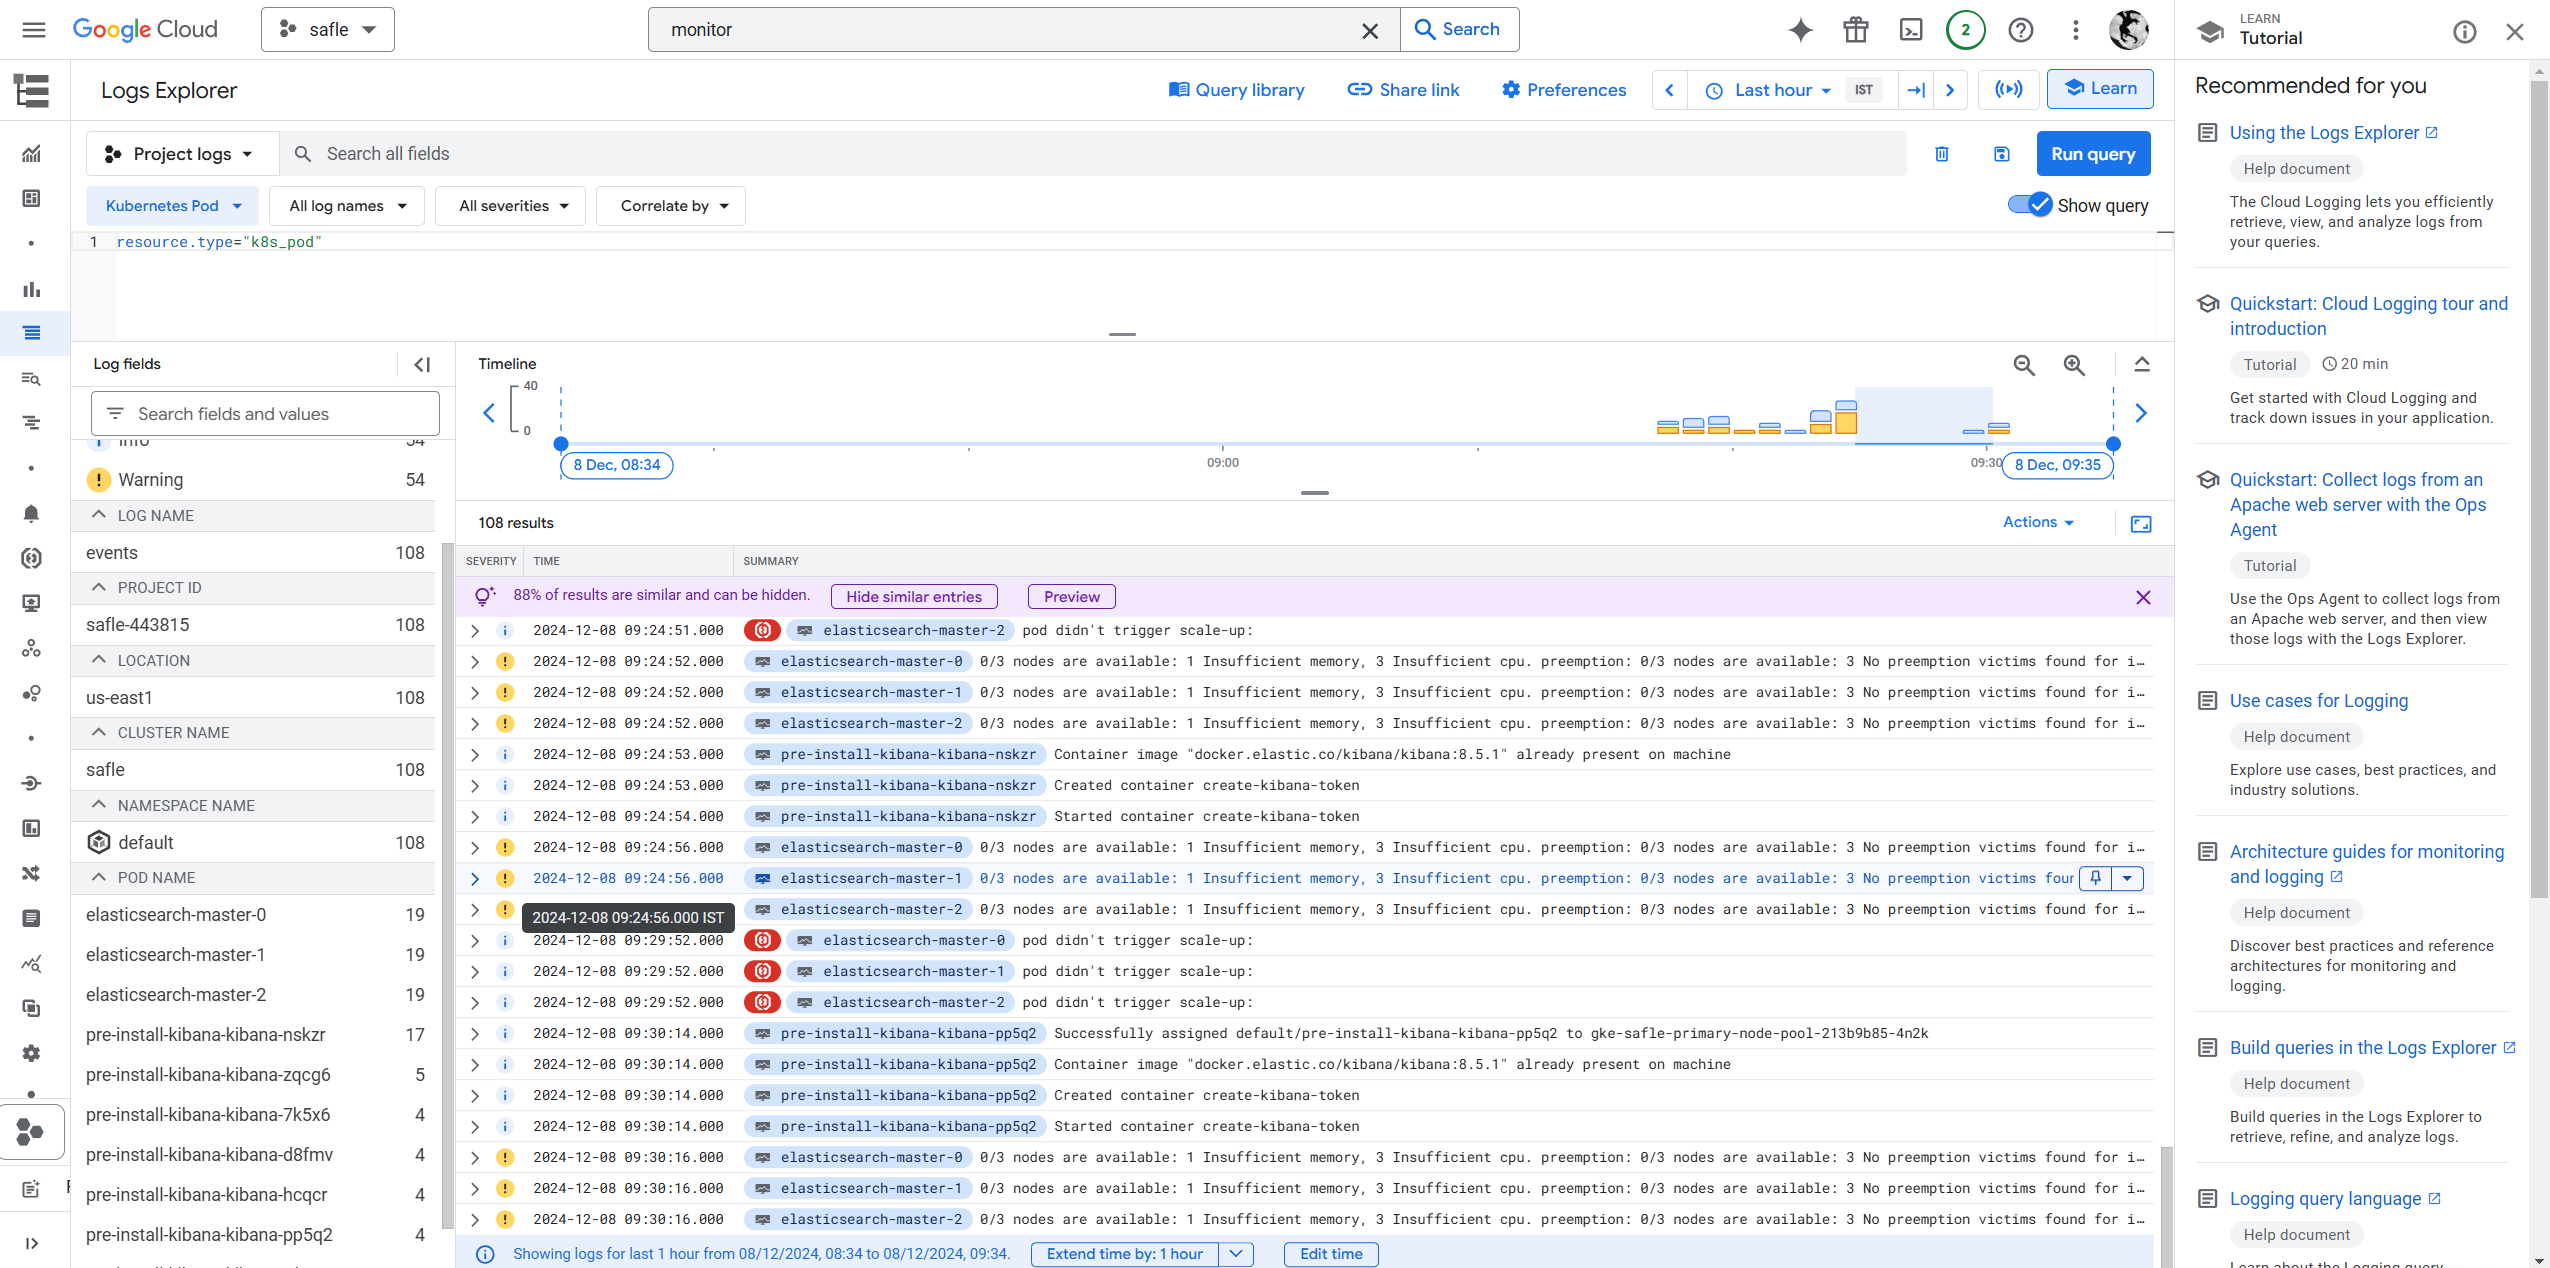 Google Cloud
safle
monitor
Search
2
LEARN
Tutorial
Logs Explorer
Query library
Share link
Preferences
Last hour
IST
Learn
Project logs
Search all fields
Run query
Kubernetes Pod
All log names
All severities
Correlate by
Show query
1 resource.type="k8s_pod"
Log fields
Search fields and values
Info 54
Warning 54
LOG NAME
events 108
PROJECT ID
safle-443815 108
LOCATION
us-east1 108
CLUSTER NAME
safle 108
NAMESPACE NAME
default 108
POD NAME
elasticsearch-master-0 19
elasticsearch-master-1 19
elasticsearch-master-2 19
pre-install-kibana-kibana-nskzr 17
pre-install-kibana-kibana-zqcg6 5
pre-install-kibana-kibana-7k5x6 4
pre-install-kibana-kibana-d8fmv 4
pre-install-kibana-kibana-hcqcr 4
pre-install-kibana-kibana-pp5q2 4
Timeline
40
0
8 Dec, 08:34
09:00
09:30
8 Dec, 09:35
108 results
Actions
SEVERITY TIME SUMMARY
88% of results are similar and can be hidden. Hide similar entries Preview
2024-12-08 09:24:51.000 elasticsearch-master-2 pod didn't trigger scale-up:
2024-12-08 09:24:52.000 elasticsearch-master-0 0/3 nodes are available: 1 Insufficient memory, 3 Insufficient cpu. preemption: 0/3 nodes are available: 3 No preemption victims found for i…
2024-12-08 09:24:52.000 elasticsearch-master-1 0/3 nodes are available: 1 Insufficient memory, 3 Insufficient cpu. preemption: 0/3 nodes are available: 3 No preemption victims found for i…
2024-12-08 09:24:52.000 elasticsearch-master-2 0/3 nodes are available: 1 Insufficient memory, 3 Insufficient cpu. preemption: 0/3 nodes are available: 3 No preemption victims found for i…
2024-12-08 09:24:53.000 pre-install-kibana-kibana-nskzr Container image "docker.elastic.co/kibana/kibana:8.5.1" already present on machine
2024-12-08 09:24:53.000 pre-install-kibana-kibana-nskzr Created container create-kibana-token
2024-12-08 09:24:54.000 pre-install-kibana-kibana-nskzr Started container create-kibana-token
2024-12-08 09:24:56.000 elasticsearch-master-0 0/3 nodes are available: 1 Insufficient memory, 3 Insufficient cpu. preemption: 0/3 nodes are available: 3 No preemption victims found for i…
2024-12-08 09:24:56.000 elasticsearch-master-1 0/3 nodes are available: 1 Insufficient memory, 3 Insufficient cpu. preemption: 0/3 nodes are available: 3 No preemption victims four
2024-12-08 09:24:56.000 IST elasticsearch-master-2 0/3 nodes are available: 1 Insufficient memory, 3 Insufficient cpu. preemption: 0/3 nodes are available: 3 No preemption victims found for i…
2024-12-08 09:29:52.000 elasticsearch-master-0 pod didn't trigger scale-up:
2024-12-08 09:29:52.000 elasticsearch-master-1 pod didn't trigger scale-up:
2024-12-08 09:29:52.000 elasticsearch-master-2 pod didn't trigger scale-up:
2024-12-08 09:30:14.000 pre-install-kibana-kibana-pp5q2 Successfully assigned default/pre-install-kibana-kibana-pp5q2 to gke-safle-primary-node-pool-213b9b85-4n2k
2024-12-08 09:30:14.000 pre-install-kibana-kibana-pp5q2 Container image "docker.elastic.co/kibana/kibana:8.5.1" already present on machine
2024-12-08 09:30:14.000 pre-install-kibana-kibana-pp5q2 Created container create-kibana-token
2024-12-08 09:30:14.000 pre-install-kibana-kibana-pp5q2 Started container create-kibana-token
2024-12-08 09:30:16.000 elasticsearch-master-0 0/3 nodes are available: 1 Insufficient memory, 3 Insufficient cpu. preemption: 0/3 nodes are available: 3 No preemption victims found for i…
2024-12-08 09:30:16.000 elasticsearch-master-1 0/3 nodes are available: 1 Insufficient memory, 3 Insufficient cpu. preemption: 0/3 nodes are available: 3 No preemption victims found for i…
2024-12-08 09:30:16.000 elasticsearch-master-2 0/3 nodes are available: 1 Insufficient memory, 3 Insufficient cpu. preemption: 0/3 nodes are available: 3 No preemption victims found for i…
Showing logs for last 1 hour from 08/12/2024, 08:34 to 08/12/2024, 09:34. Extend time by: 1 hour Edit time
Recommended for you
Using the Logs Explorer
Help document
The Cloud Logging lets you efficiently
retrieve, view, and analyze logs from
your queries.
Quickstart: Cloud Logging tour and
introduction
Tutorial 20 min
Get started with Cloud Logging and
track down issues in your application.
Quickstart: Collect logs from an
Apache web server with the Ops
Agent
Tutorial
Use the Ops Agent to collect logs from
an Apache web server, and then view
those logs with the Logs Explorer.
Use cases for Logging
Help document
Explore use cases, best practices, and
industry solutions.
Architecture guides for monitoring
and logging
Help document
Discover best practices and reference
architectures for monitoring and
logging.
Build queries in the Logs Explorer
Help document
Build queries in the Logs Explorer to
retrieve, refine, and analyze logs.
Logging query language
Help document
Learn about the Logging query